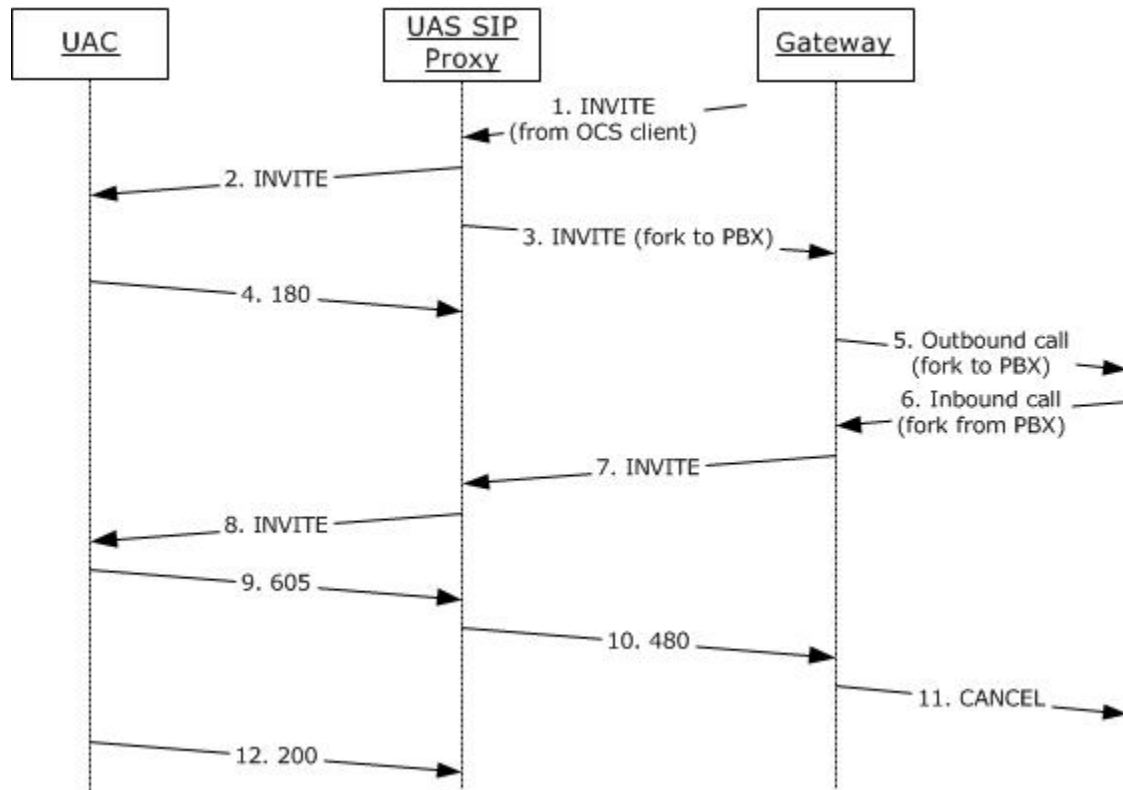 UAC
UAS SIP
Proxy
Gateway
1. INVITE
(from OCS client)
2. INVITE
3. INVITE (fork to PBX)
4. 180
5. Outbound call
(fork to PBX)
6. Inbound call
(fork from PBX)
7. INVITE
8. INVITE
9. 605
10. 480
11. CANCEL
12. 200